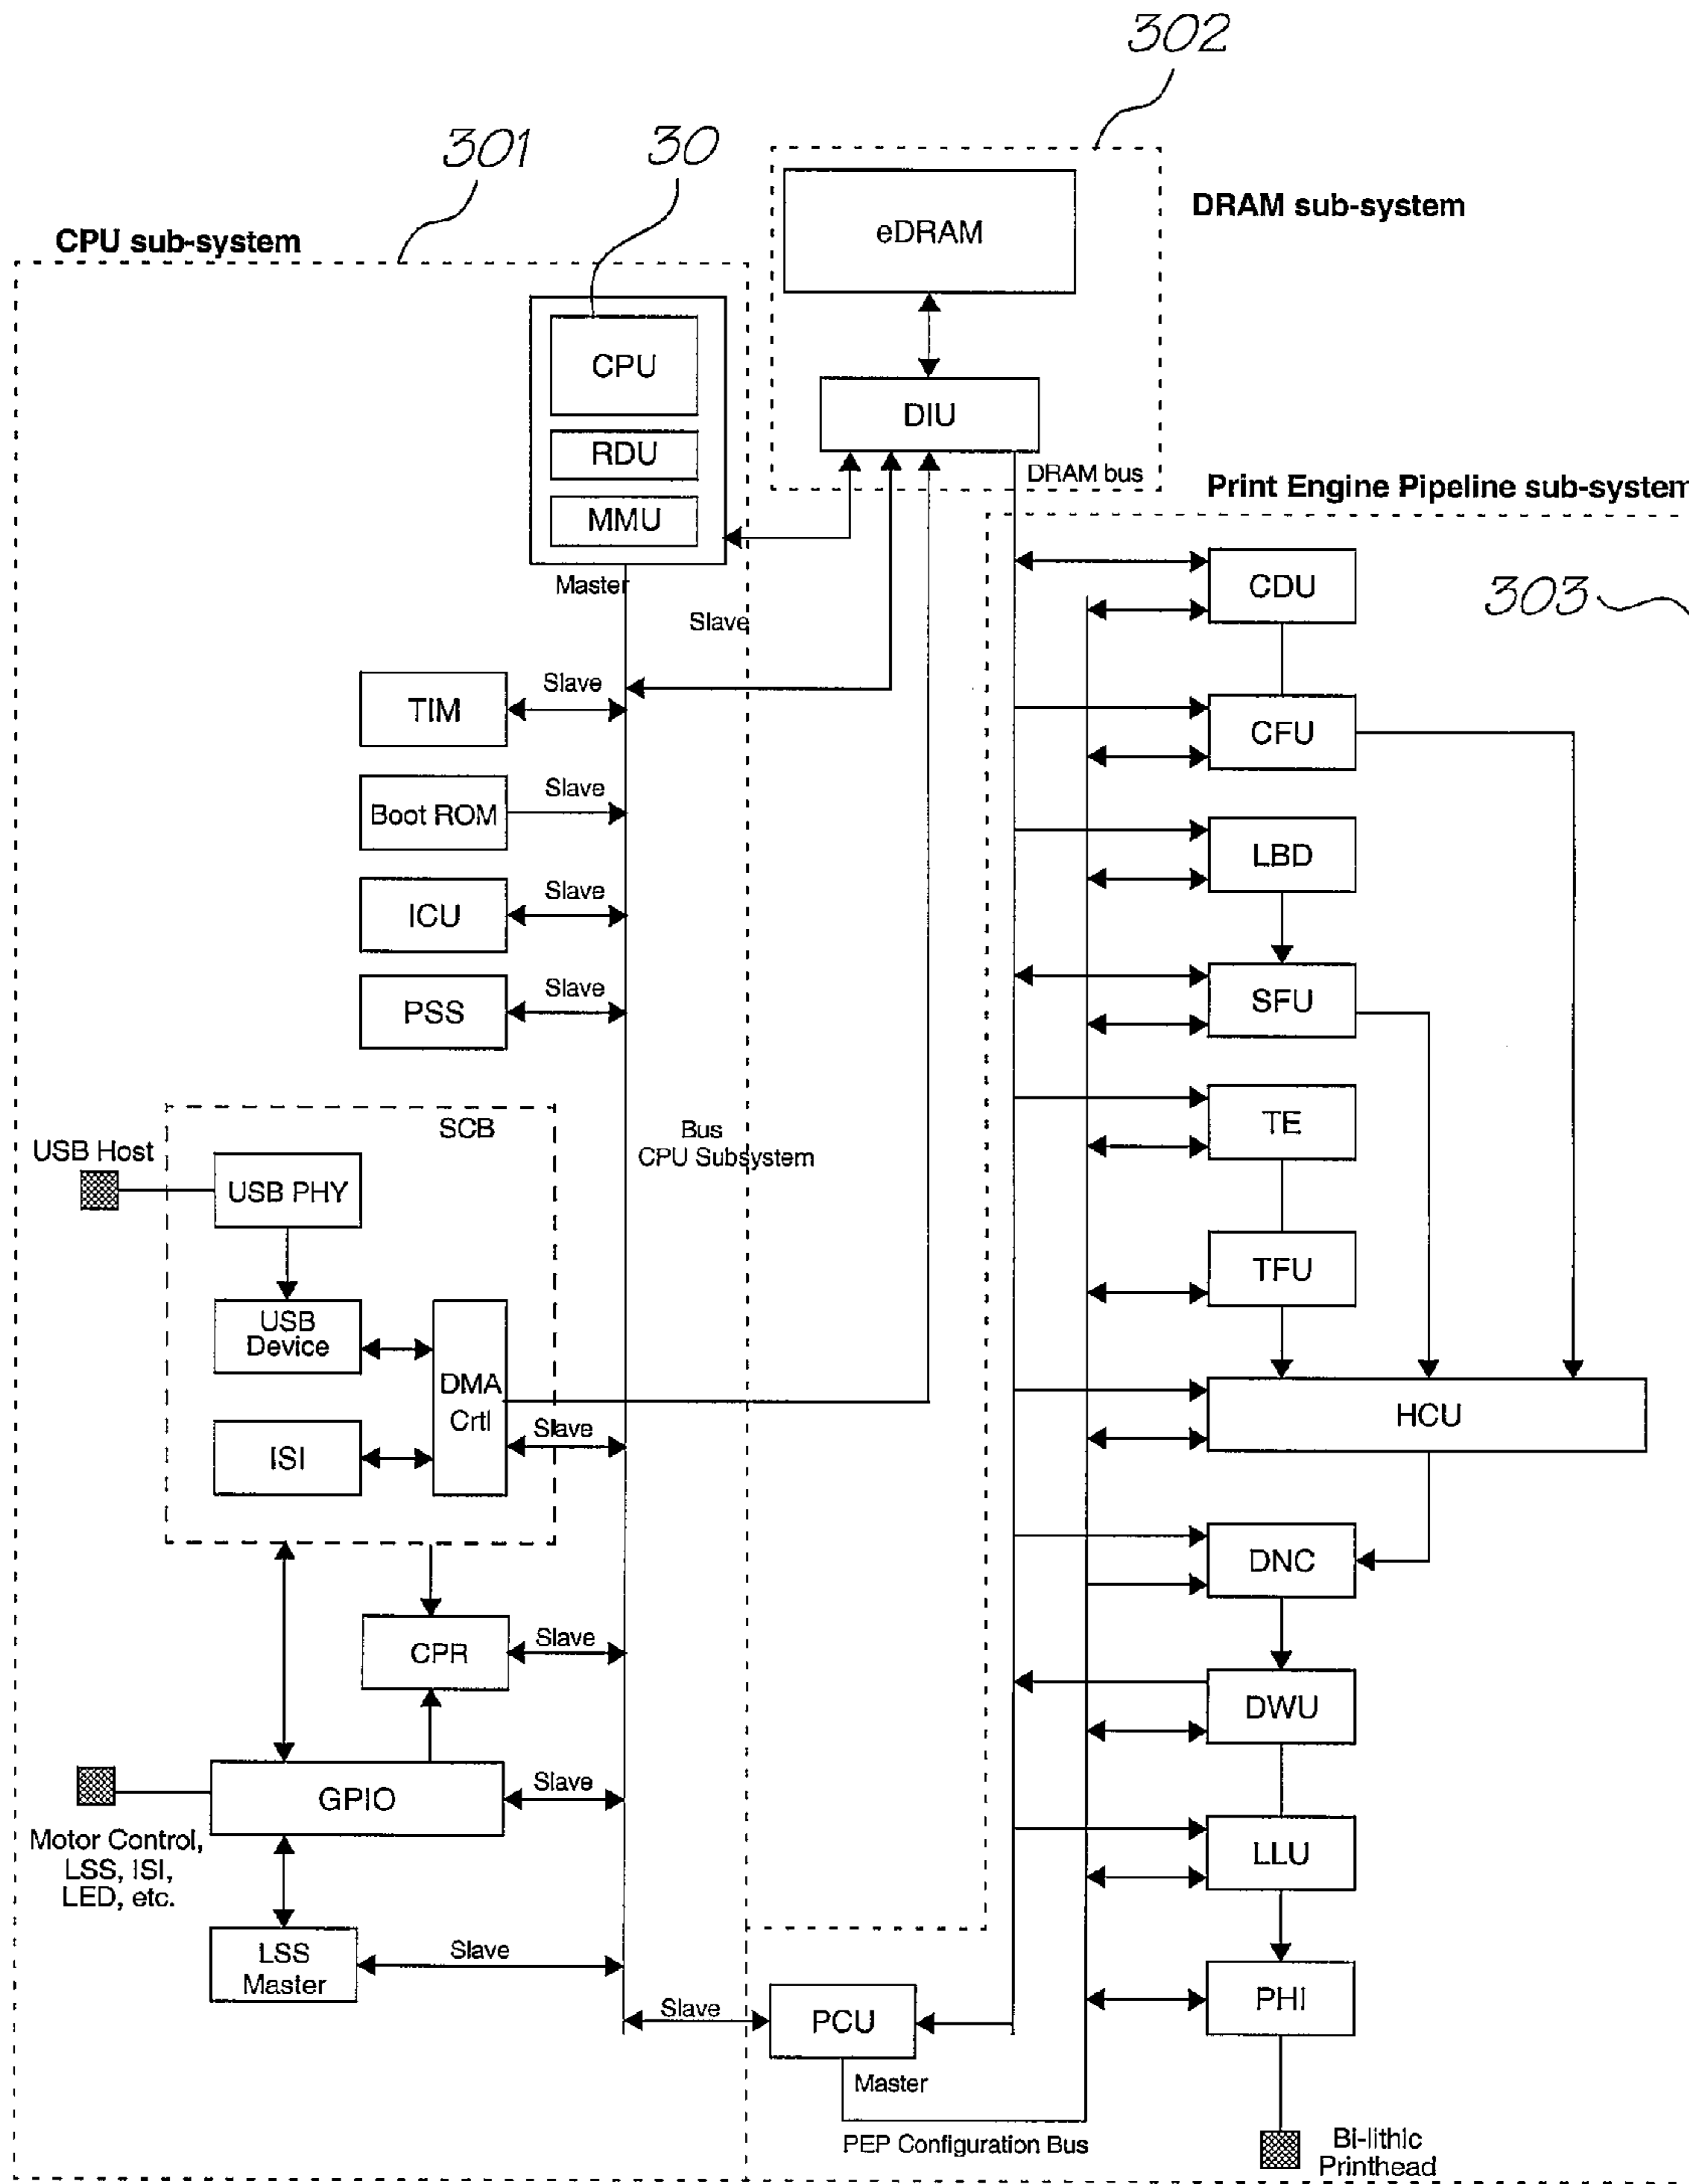 302
301
30
DRAM sub-system
CPU sub-system
eDRAM
CPU
DIU
RDU
DRAM bus
Print Engine Pipeline sub-system
MMU
Master
CDU
303
Slave
Slave
TIM
CFU
Slave
Boot ROM
LBD
Slave
ICU
Slave
PSS
SFU
SCB
TE
Bus
CPU Subsystem
USB Host
USB PHY
TFU
USB
Device
DMA
Crtl
HCU
Slave
ISI
DNC
Slave
CPR
DWU
Slave
GPIO
Motor Control,
LSS, ISI,
LED, etc.
LLU
LSS
Master
Slave
PHI
Slave
PCU
Master
PEP Configuration Bus
Bi-lithic
Printhead